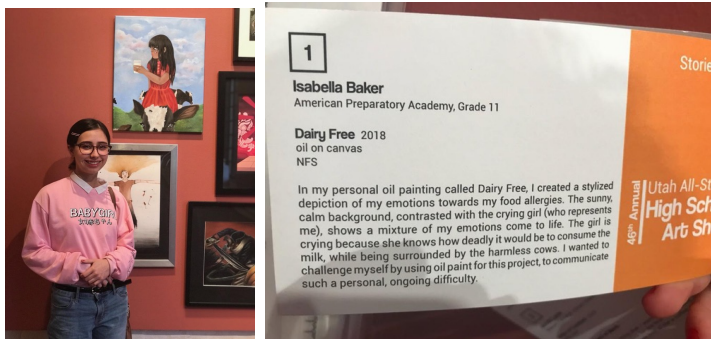 BABYGIRL
1
Isabella Baker
American Preparatory Academy, Grade 11
Dairy Free 2018
oil on canvas
NFS
In my personal oil painting called Dairy Free, I created a stylized
depiction of my emotions towards my food allergies. The sunny,
calm background, contrasted with the crying girl (who represents
me), shows a mixture of my emotions come to life. The girl is
crying because she knows how deadly it would be to consume the
milk, while being surrounded by the harmless cows. I wanted to
challenge myself by using oil paint for this project, to communicate
such a personal, ongoing difficulty.
Storie
46th Annual
Utah All-St
High Sch
Art Sh